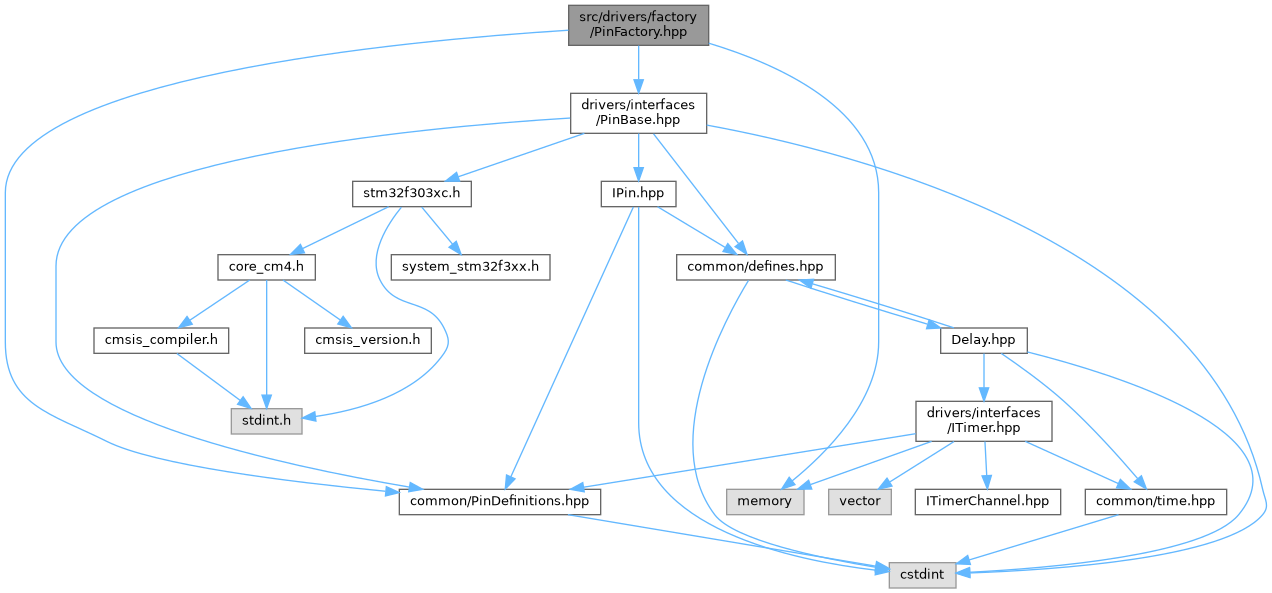 src/drivers/factory
/PinFactory.hpp
drivers/interfaces
/PinBase.hpp
stm32f303xc.h
IPin.hpp
core_cm4.h
system_stm32f3xx.h
common/defines.hpp
cmsis_compiler.h
cmsis_version.h
Delay.hpp
stdint.h
drivers/interfaces
/ITimer.hpp
common/PinDefinitions.hpp
memory
vector
ITimerChannel.hpp
common/time.hpp
cstdint